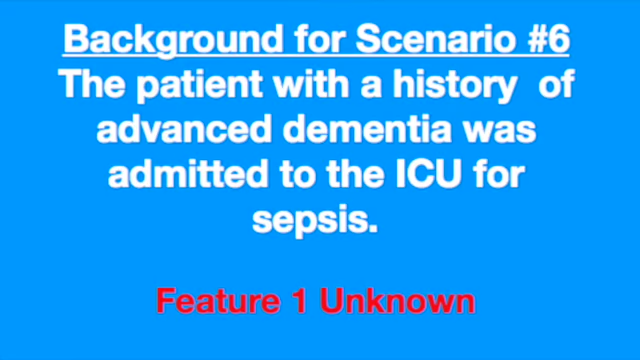 Background for Scenario #6
The patient with a history  of
advanced dementia was
admitted to the ICU for
sepsis.
Feature 1 Unknown